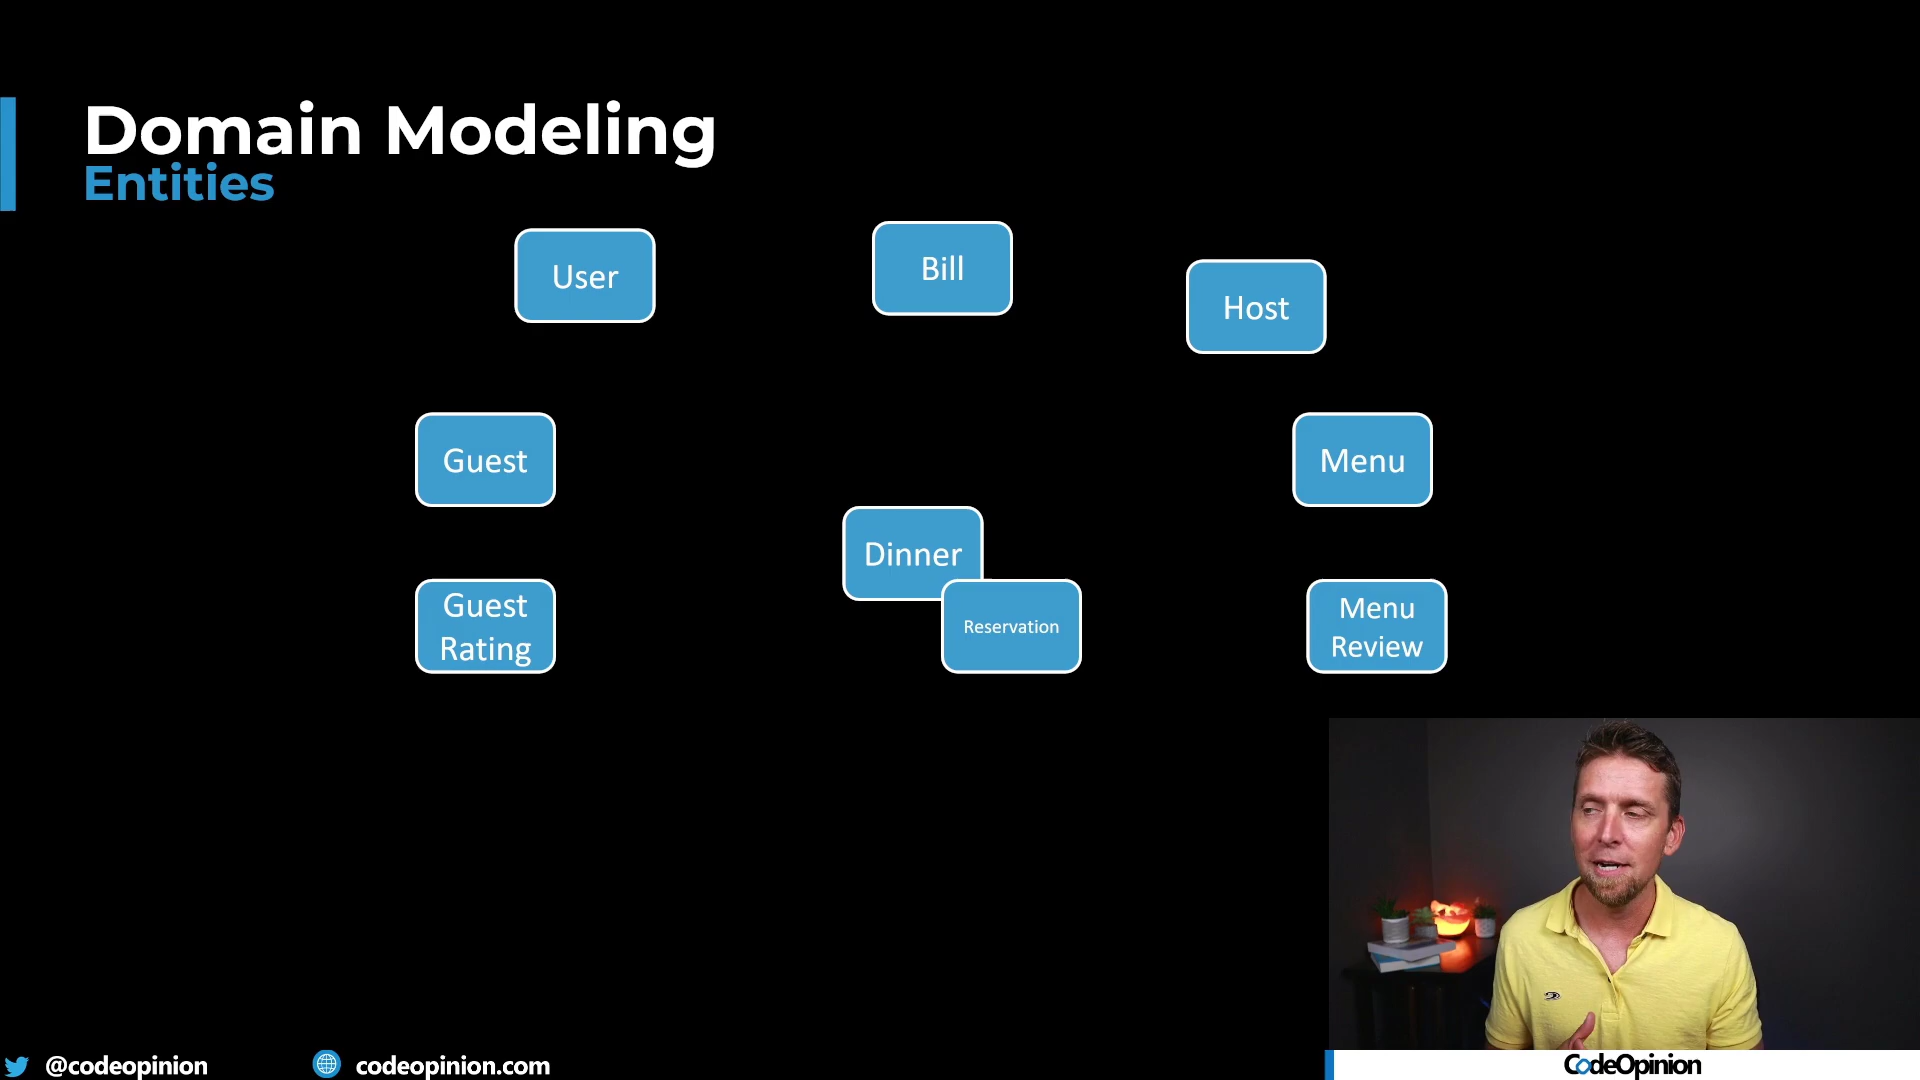 Domain Modeling
Entities
User
Bill
Host
Guest
Menu
Dinner
Guest
Rating
Reservation
Menu
Review
@codeopinion
codeopinion.com
CodeOpinion